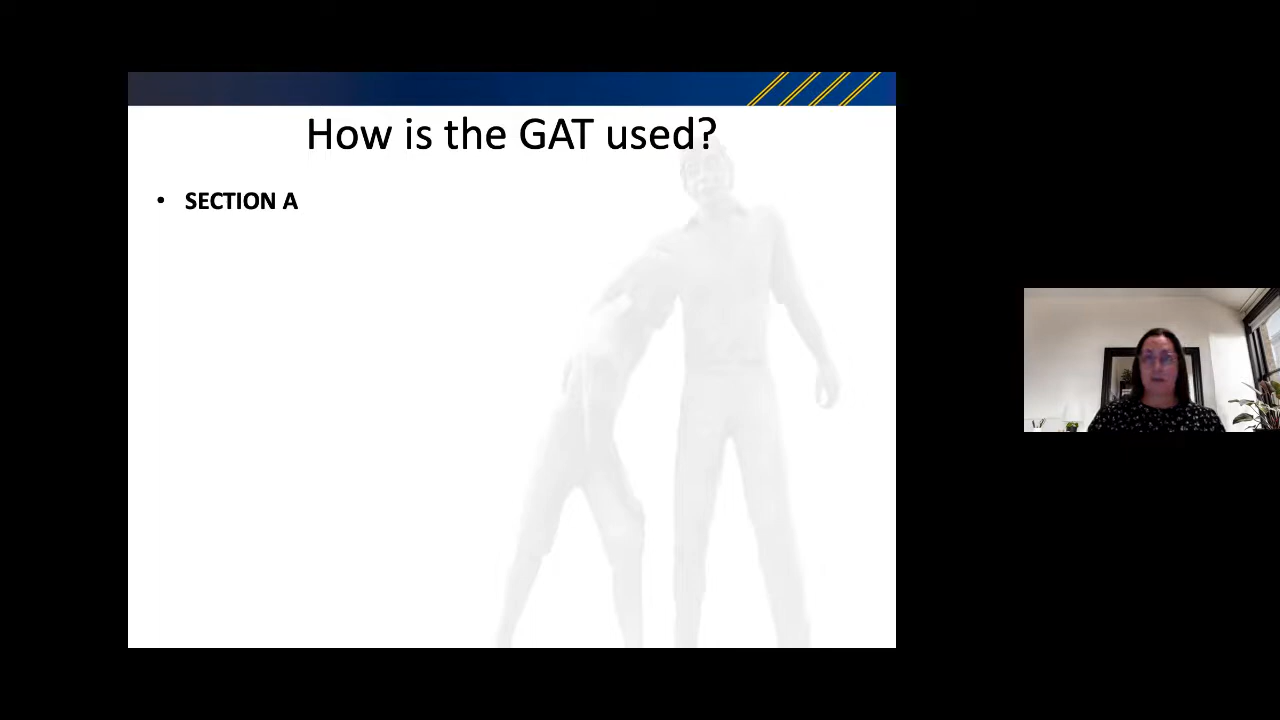 How is the GAT used?
• SECTION A